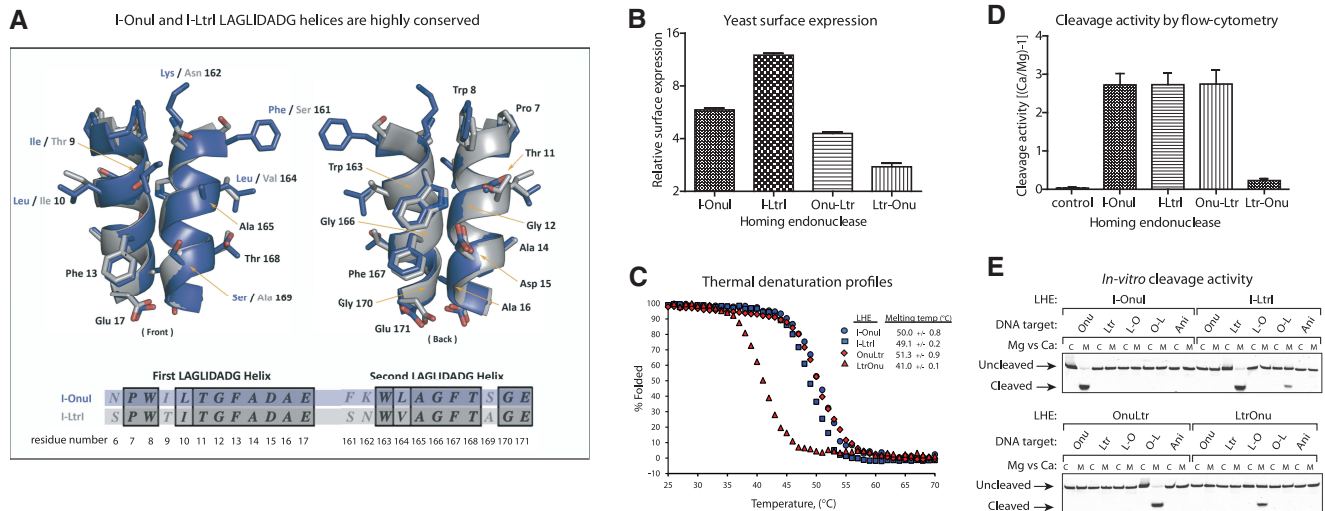 A
I-OnuI and I-LtrI LAGLIDADG helices are highly conserved
Lys / Asn 162
Phe / Ser 161
Ile / Thr 9
Leu / Val 164
Leu / Ile 10
Ala 165
Phe 13
Thr 168
Ser / Ala 169
Glu 17
( Front )
Trp 8
Pro 7
Thr 11
Trp 163
Gly 166
Gly 12
Ala 14
Phe 167
Asp 15
Gly 170
Ala 16
Glu 171
( Back )
First LAGLIDADG Helix Second LAGLIDADG Helix
I-OnuI N P W I L T G F A D A E F K W L A G F T S G E
I-LtrI S P W T I T G F A D A E S N W V A G F T A G E
residue number 6 7 8 9 10 11 12 13 14 15 16 17 161 162 163 164 165 166 167 168 169 170 171
B
Yeast surface expression
Relative surface expression
16
8
4
2
I-OnuI I-LtrI Onu-Ltr Ltr-Onu
Homing endonuclease
C
Thermal denaturation profiles
% Folded
100
90
80
70
60
50
40
30
20
10
0
-10
LHE Melting temp (°C)
I-OnuI 50.0 +/- 0.8
I-LtrI 49.1 +/- 0.2
OnuLtr 51.3 +/- 0.9
LtrOnu 41.0 +/- 0.1
25 30 35 40 45 50 55 60 65 70
Temperature, (°C)
D
Cleavage activity by flow-cytometry
Cleavage activity [(Ca/Mg)-1]
4
3
2
1
0
control I-OnuI I-LtrI Onu-Ltr Ltr-Onu
Homing endonuclease
E
In-vitro cleavage activity
LHE: I-OnuI I-LtrI
DNA target: Onu Ltr L-O O-L Ani Onu Ltr L-O O-L Ani
Mg vs Ca: C M C M C M C M C M C M C M C M C M C M
Uncleaved
Cleaved
LHE: OnuLtr LtrOnu
DNA target: Onu Ltr L-O O-L Ani Onu Ltr L-O O-L Ani
Mg vs Ca: C M C M C M C M C M C M C M C M C M C M
Uncleaved
Cleaved